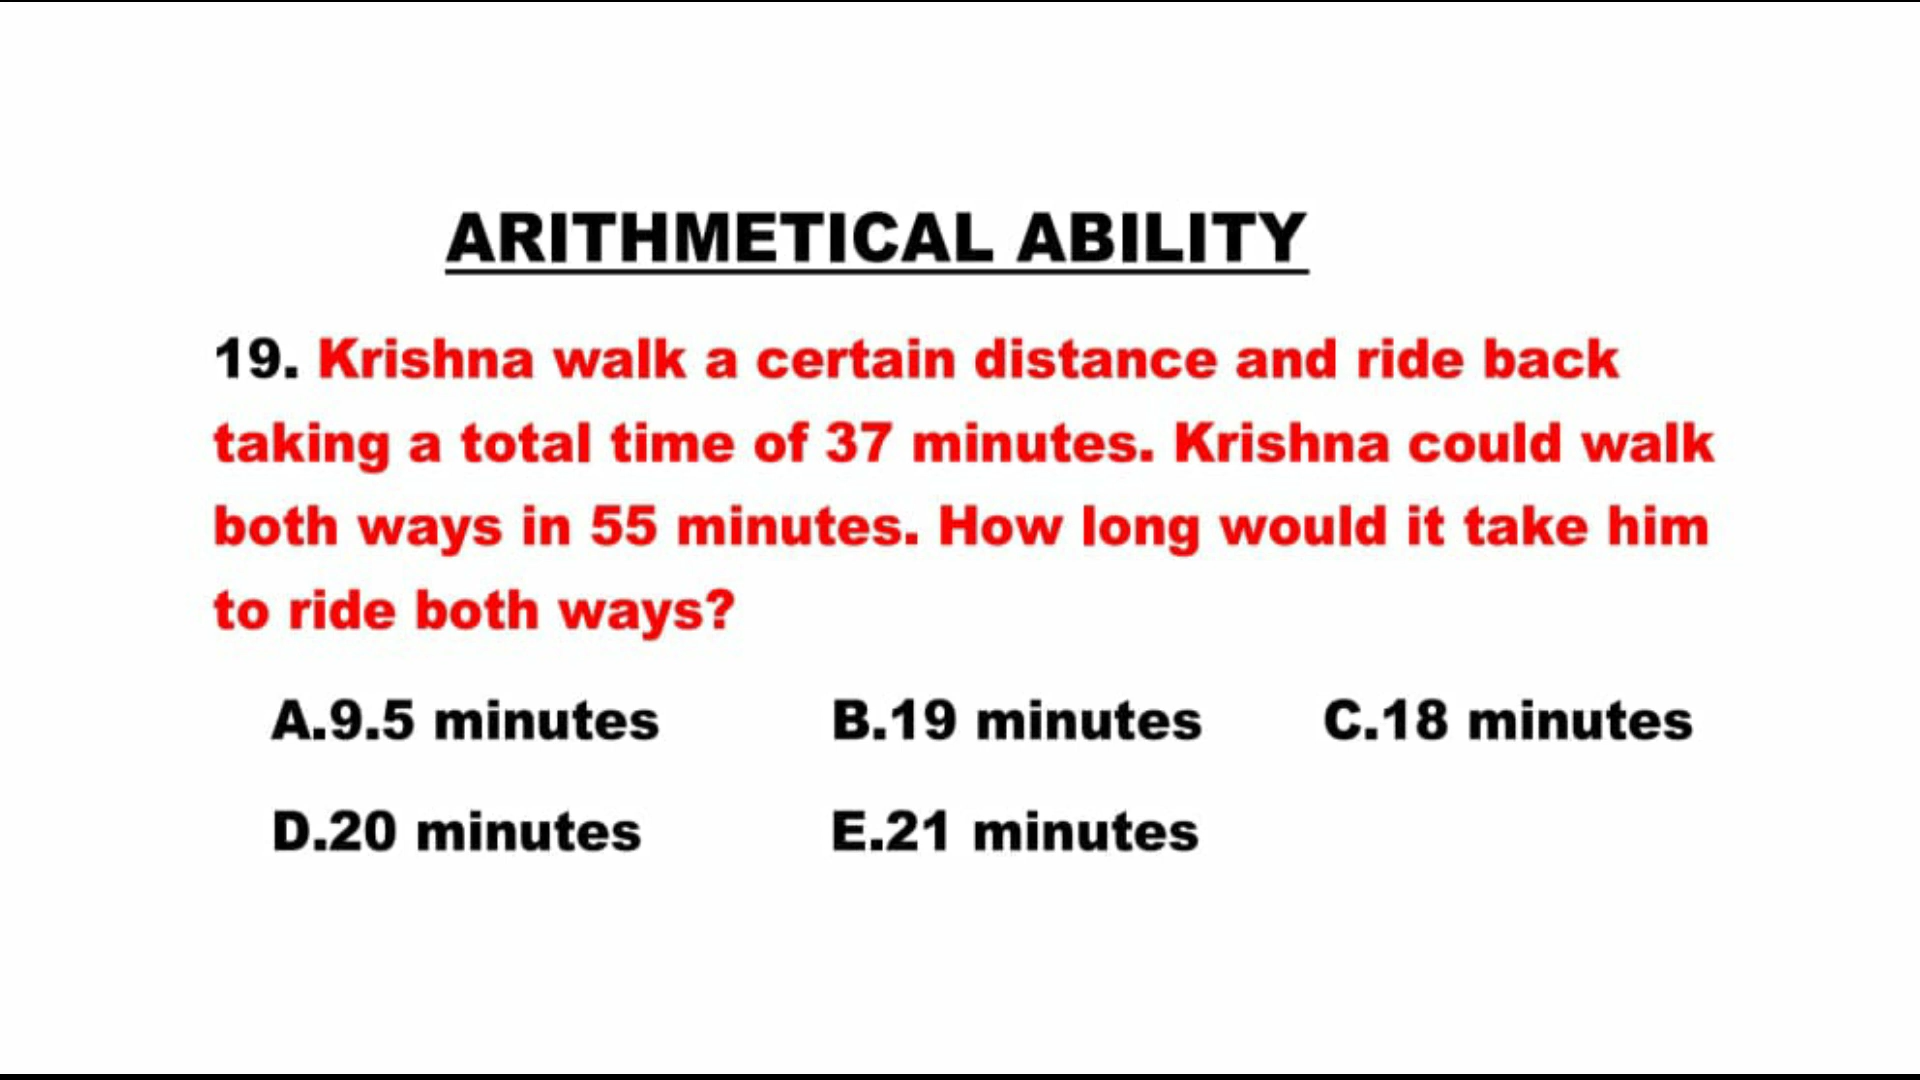 ARITHMETICAL ABILITY
19. Krishna walk a certain distance and ride back
taking a total time of 37 minutes. Krishna could walk
both ways in 55 minutes. How long would it take him
to ride both ways?
A.9.5 minutes B.19 minutes C.18 minutes
D.20 minutes E.21 minutes